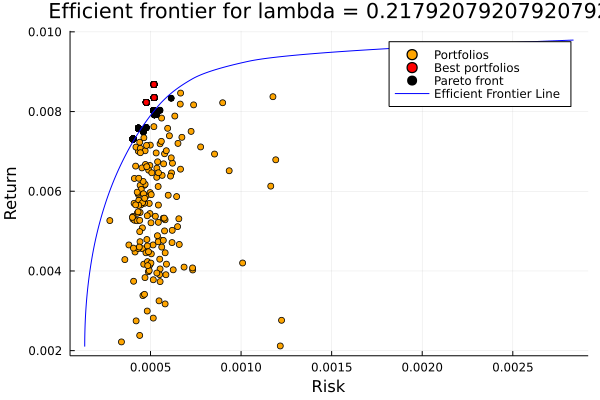 Efficient frontier for lambda = 0.2179207920792079
0.010
0.008
0.006
0.004
0.002
Return
Portfolios
Best portfolios
Pareto front
Efficient Frontier Line
0.0005
0.0010
0.0015
0.0020
0.0025
Risk